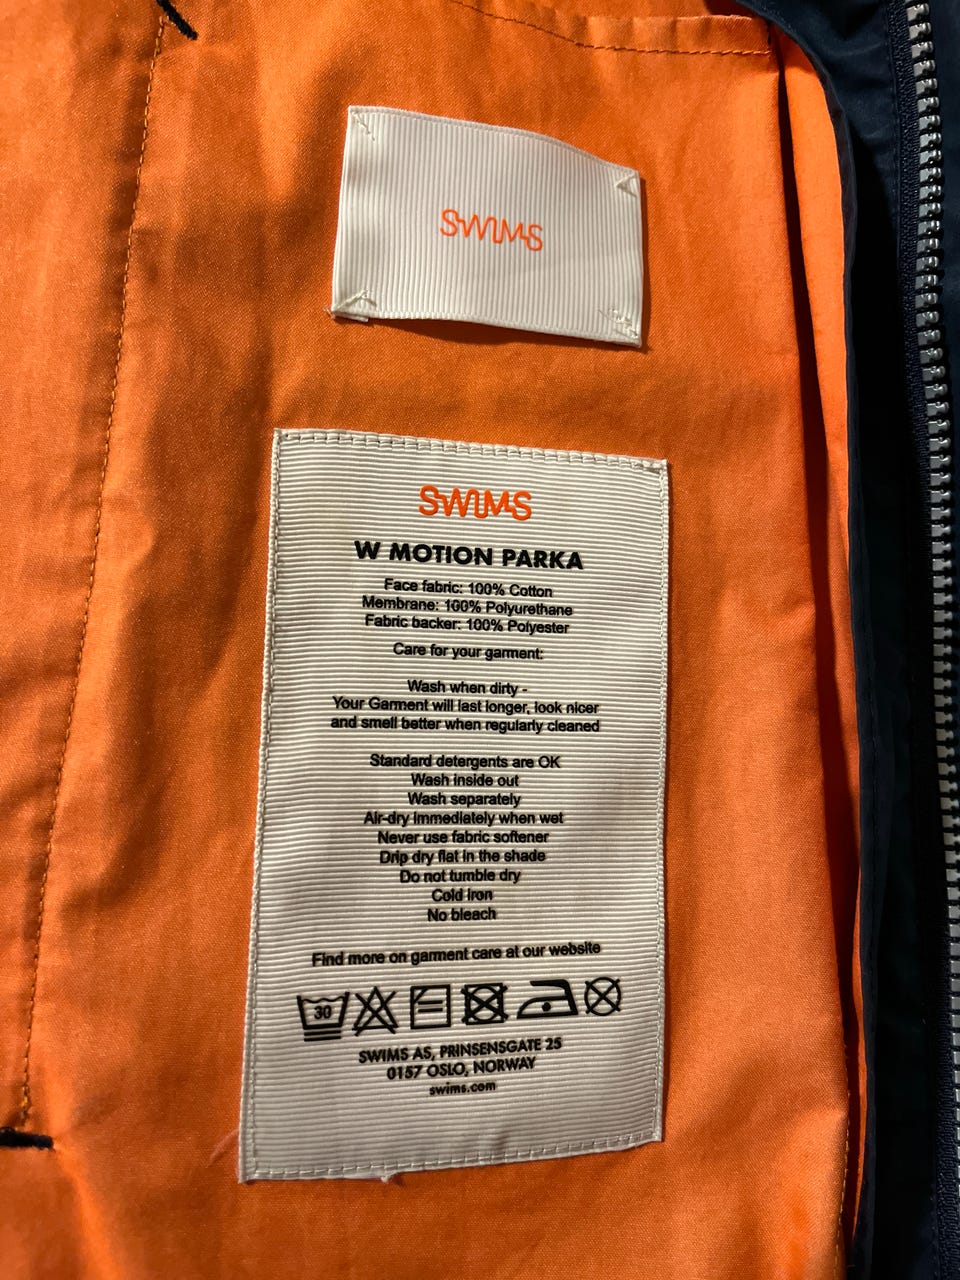 SWIMS
SWIMS
W MOTION PARKA
Face fabric: 100% Cotton
Membrane: 100% Polyurethane
Fabric backer: 100% Polyester
Care for your garment:
Wash when dirty -
Your Garment will last longer, look nicer
and smell better when regularly cleaned
Standard detergents are OK
Wash inside out
Wash separately
Air-dry immediately when wet
Never use fabric softener
Drip dry flat in the shade
Do not tumble dry
Cold iron
No bleach
Find more on garment care at our website
30
SWIMS AS, PRINSENSGATE 25
0157 OSLO, NORWAY
swims.com